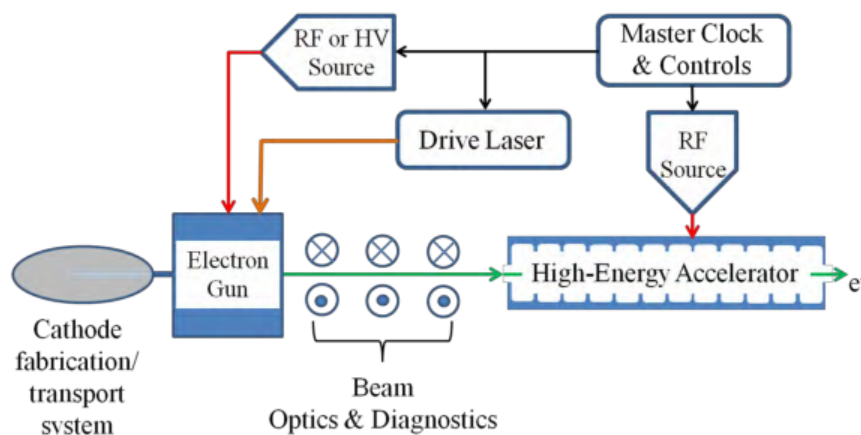 RF or HV
Source
Master Clock
& Controls
Drive Laser
RF
Source
Electron
Gun
High-Energy Accelerator
e-
Cathode
fabrication/
transport
system
Beam
Optics & Diagnostics